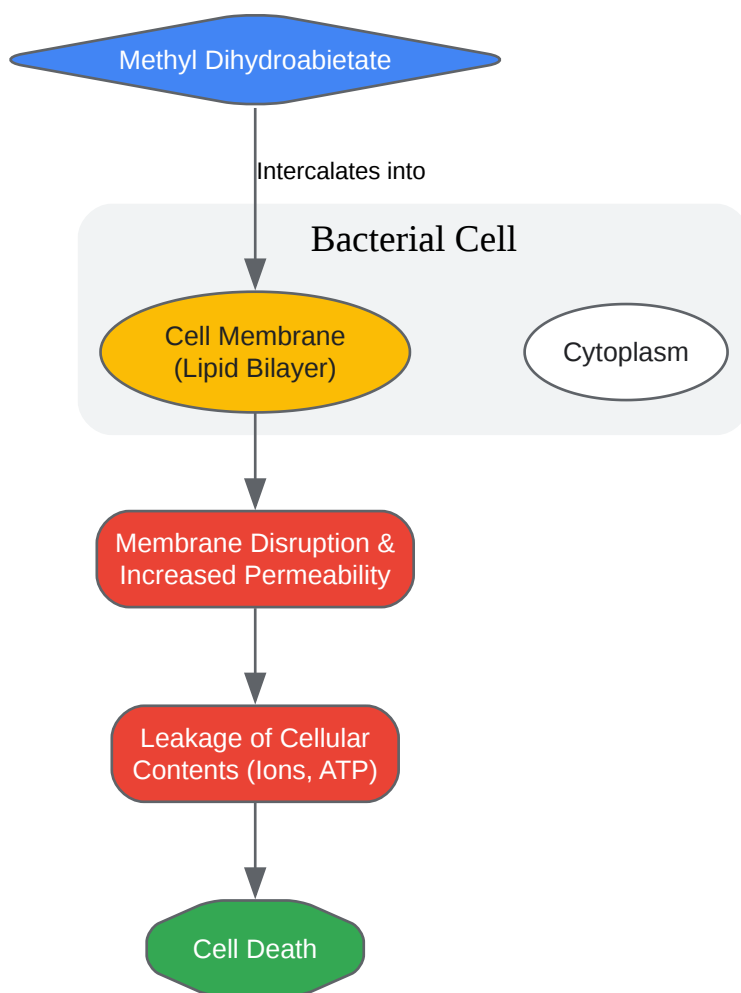 Methyl Dihydroabietate
Intercalates into
Bacterial Cell
Cell Membrane
(Lipid Bilayer)
Cytoplasm
Membrane Disruption &
Increased Permeability
Leakage of Cellular
Contents (Ions, ATP)
Cell Death